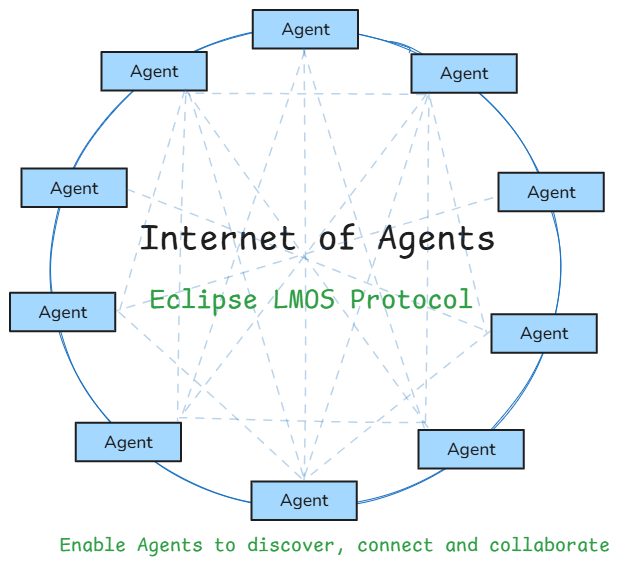 Agent
Agent
Agent
Agent
Agent
Internet of Agents
Eclipse LMOS Protocol
Agent
Agent
Agent
Agent
Agent
Enable Agents to discover, connect and collaborate